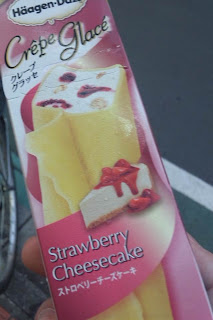 Häagen-Dazs
Crêpe Glacé
クレープ
グラッセ
Strawberry
Cheesecake
ストロベリーチーズケーキ